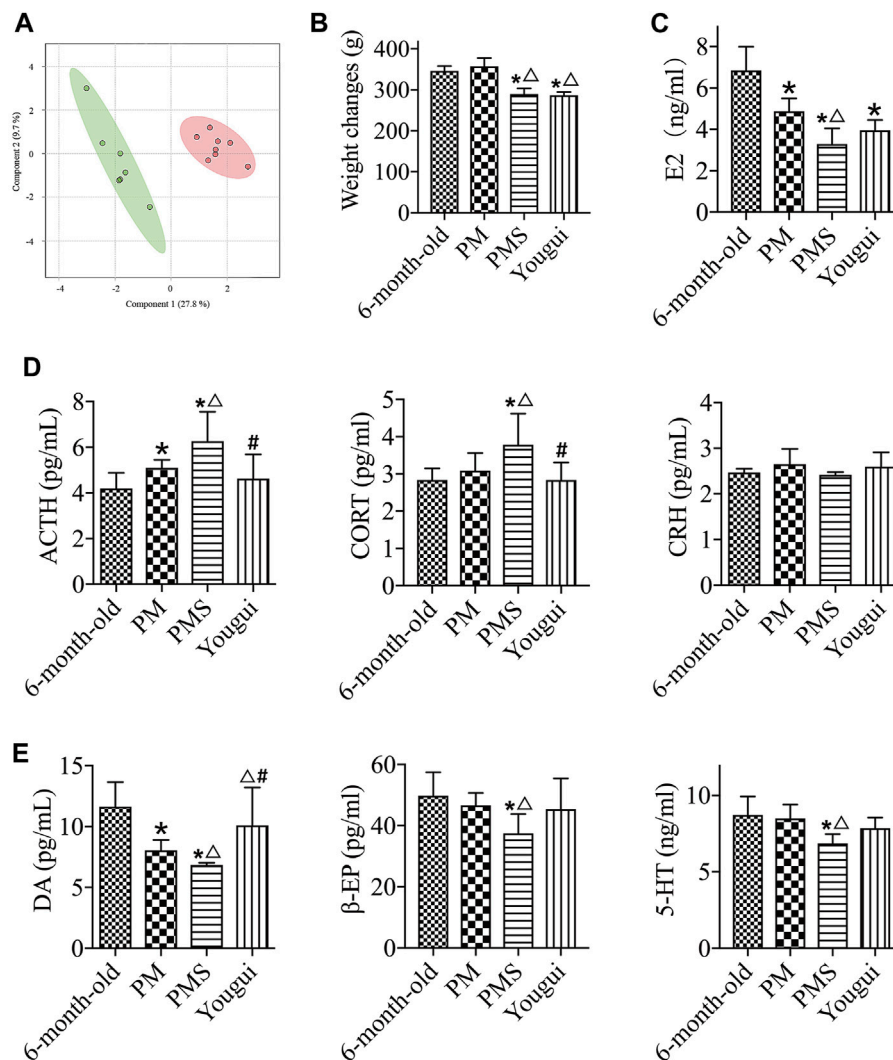 A
4
2
0
-2
-4
Component 2 (9.7 %)
-4
-2
0
2
Component 1 (27.8 %)
B
Weight changes (g)
400
300
200
100
0
*△
*△
6-month-old
PM
PMS
Yougui
C
E2 (ng/ml)
8
6
4
2
0
*
*△
*
6-month-old
PM
PMS
Yougui
D
ACTH (pg/mL)
8
6
4
2
0
*
*△
#
6-month-old
PM
PMS
Yougui
CORT (pg/ml)
5
4
3
2
1
0
*△
#
6-month-old
PM
PMS
Yougui
CRH (pg/mL)
4
3
2
1
0
6-month-old
PM
PMS
Yougui
E
DA (pg/mL)
15
10
5
0
*
*△
△#
6-month-old
PM
PMS
Yougui
β-EP (pg/ml)
60
40
20
0
*△
6-month-old
PM
PMS
Yougui
5-HT (ng/ml)
15
10
5
0
*△
6-month-old
PM
PMS
Yougui